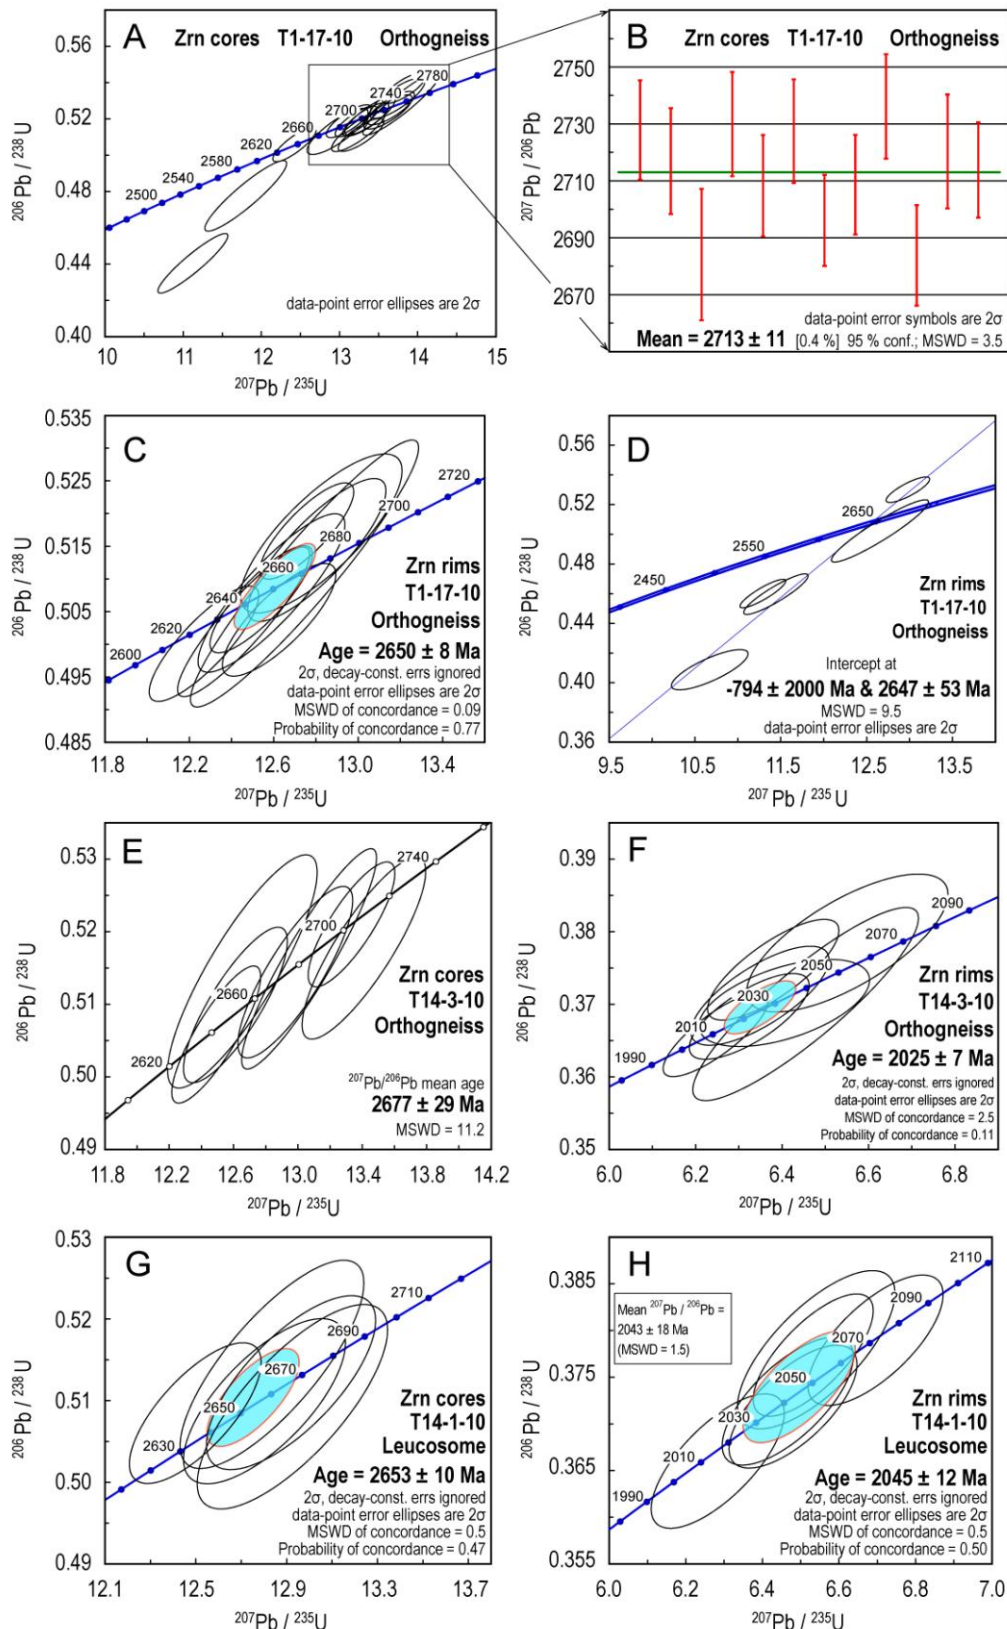 A
Zrn cores T1-17-10 Orthogneiss
0.56
0.52
0.48
0.44
0.40
²⁰⁶Pb / ²³⁸U
2500
2540
2580
2620
2660
2700
2740
2780
data-point error ellipses are 2σ
10 11 12 13 14 15
²⁰⁷Pb / ²³⁵U
B
Zrn cores T1-17-10 Orthogneiss
2750
2730
2710
2690
2670
²⁰⁷Pb / ²⁰⁶Pb
data-point error symbols are 2σ
Mean = 2713 ± 11 [0.4 %] 95 % conf.; MSWD = 3.5
C
0.535
0.525
0.515
0.505
0.495
0.485
²⁰⁶Pb / ²³⁸U
2600
2620
2640
2660
2680
2700
2720
Zrn rims
T1-17-10
Orthogneiss
Age = 2650 ± 8 Ma
2σ, decay-const. errs ignored
data-point error ellipses are 2σ
MSWD of concordance = 0.09
Probability of concordance = 0.77
11.8 12.2 12.6 13.0 13.4
²⁰⁷Pb / ²³⁵U
D
0.56
0.52
0.48
0.44
0.40
0.36
²⁰⁶Pb / ²³⁸U
2450
2550
2650
Zrn rims
T1-17-10
Orthogneiss
Intercept at
-794 ± 2000 Ma & 2647 ± 53 Ma
MSWD = 9.5
data-point error ellipses are 2σ
9.5 10.5 11.5 12.5 13.5
²⁰⁷Pb / ²³⁵U
E
0.53
0.52
0.51
0.50
0.49
²⁰⁶Pb / ²³⁸U
2620
2660
2700
2740
Zrn cores
T14-3-10
Orthogneiss
²⁰⁷Pb/²⁰⁶Pb mean age
2677 ± 29 Ma
MSWD = 11.2
11.8 12.2 12.6 13.0 13.4 13.8 14.2
²⁰⁷Pb / ²³⁵U
F
0.39
0.38
0.37
0.36
0.35
²⁰⁶Pb / ²³⁸U
1990
2010
2030
2050
2070
2090
Zrn rims
T14-3-10
Orthogneiss
Age = 2025 ± 7 Ma
2σ, decay-const. errs ignored
data-point error ellipses are 2σ
MSWD of concordance = 2.5
Probability of concordance = 0.11
6.0 6.2 6.4 6.6 6.8
²⁰⁷Pb / ²³⁵U
G
0.53
0.52
0.51
0.50
0.49
²⁰⁶Pb / ²³⁸U
2630
2650
2670
2690
2710
Zrn cores
T14-1-10
Leucosome
Age = 2653 ± 10 Ma
2σ, decay-const. errs ignored
data-point error ellipses are 2σ
MSWD of concordance = 0.5
Probability of concordance = 0.47
12.1 12.5 12.9 13.3 13.7
²⁰⁷Pb / ²³⁵U
H
0.385
0.375
0.365
0.355
²⁰⁶Pb / ²³⁸U
Mean ²⁰⁷Pb / ²⁰⁶Pb =
2043 ± 18 Ma
(MSWD = 1.5)
1990
2010
2030
2050
2070
2090
2110
Zrn rims
T14-1-10
Leucosome
Age = 2045 ± 12 Ma
2σ, decay-const. errs ignored
data-point error ellipses are 2σ
MSWD of concordance = 0.5
Probability of concordance = 0.50
6.0 6.2 6.4 6.6 6.8 7.0
²⁰⁷Pb / ²³⁵U